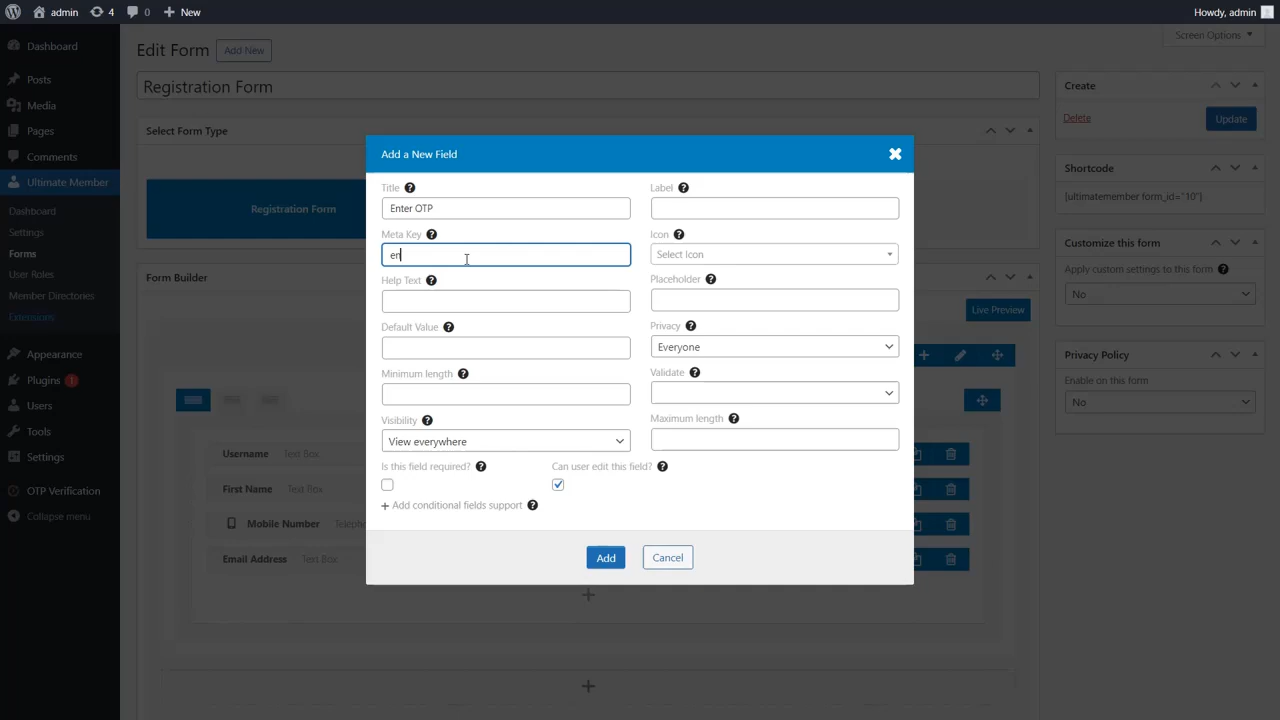 admin 4 0 New Howdy, admin
Dashboard
Posts
Media
Pages
Comments
Ultimate Member
Dashboard
Settings
Forms
User Roles
Member Directories
Extensions
Appearance
Plugins 1
Users
Tools
Settings
OTP Verification
Collapse menu
Screen Options
Edit Form Add New
Registration Form
Select Form Type
Registration Form
Form Builder
Live Preview
Username Text Box
First Name Text Box
Mobile Number
Email Address Text Box
Add a New Field
Title
Enter OTP
Label
Meta Key
en
Icon
Select Icon
Help Text
Placeholder
Default Value
Privacy
Everyone
Minimum length
Validate
Visibility
View everywhere
Maximum length
Is this field required? Can user edit this field?
Add conditional fields support
Add Cancel
Create
Delete Update
Shortcode
[ultimatemember form_id="10"]
Customize this form
Apply custom settings to this form
No
Privacy Policy
Enable on this form
No